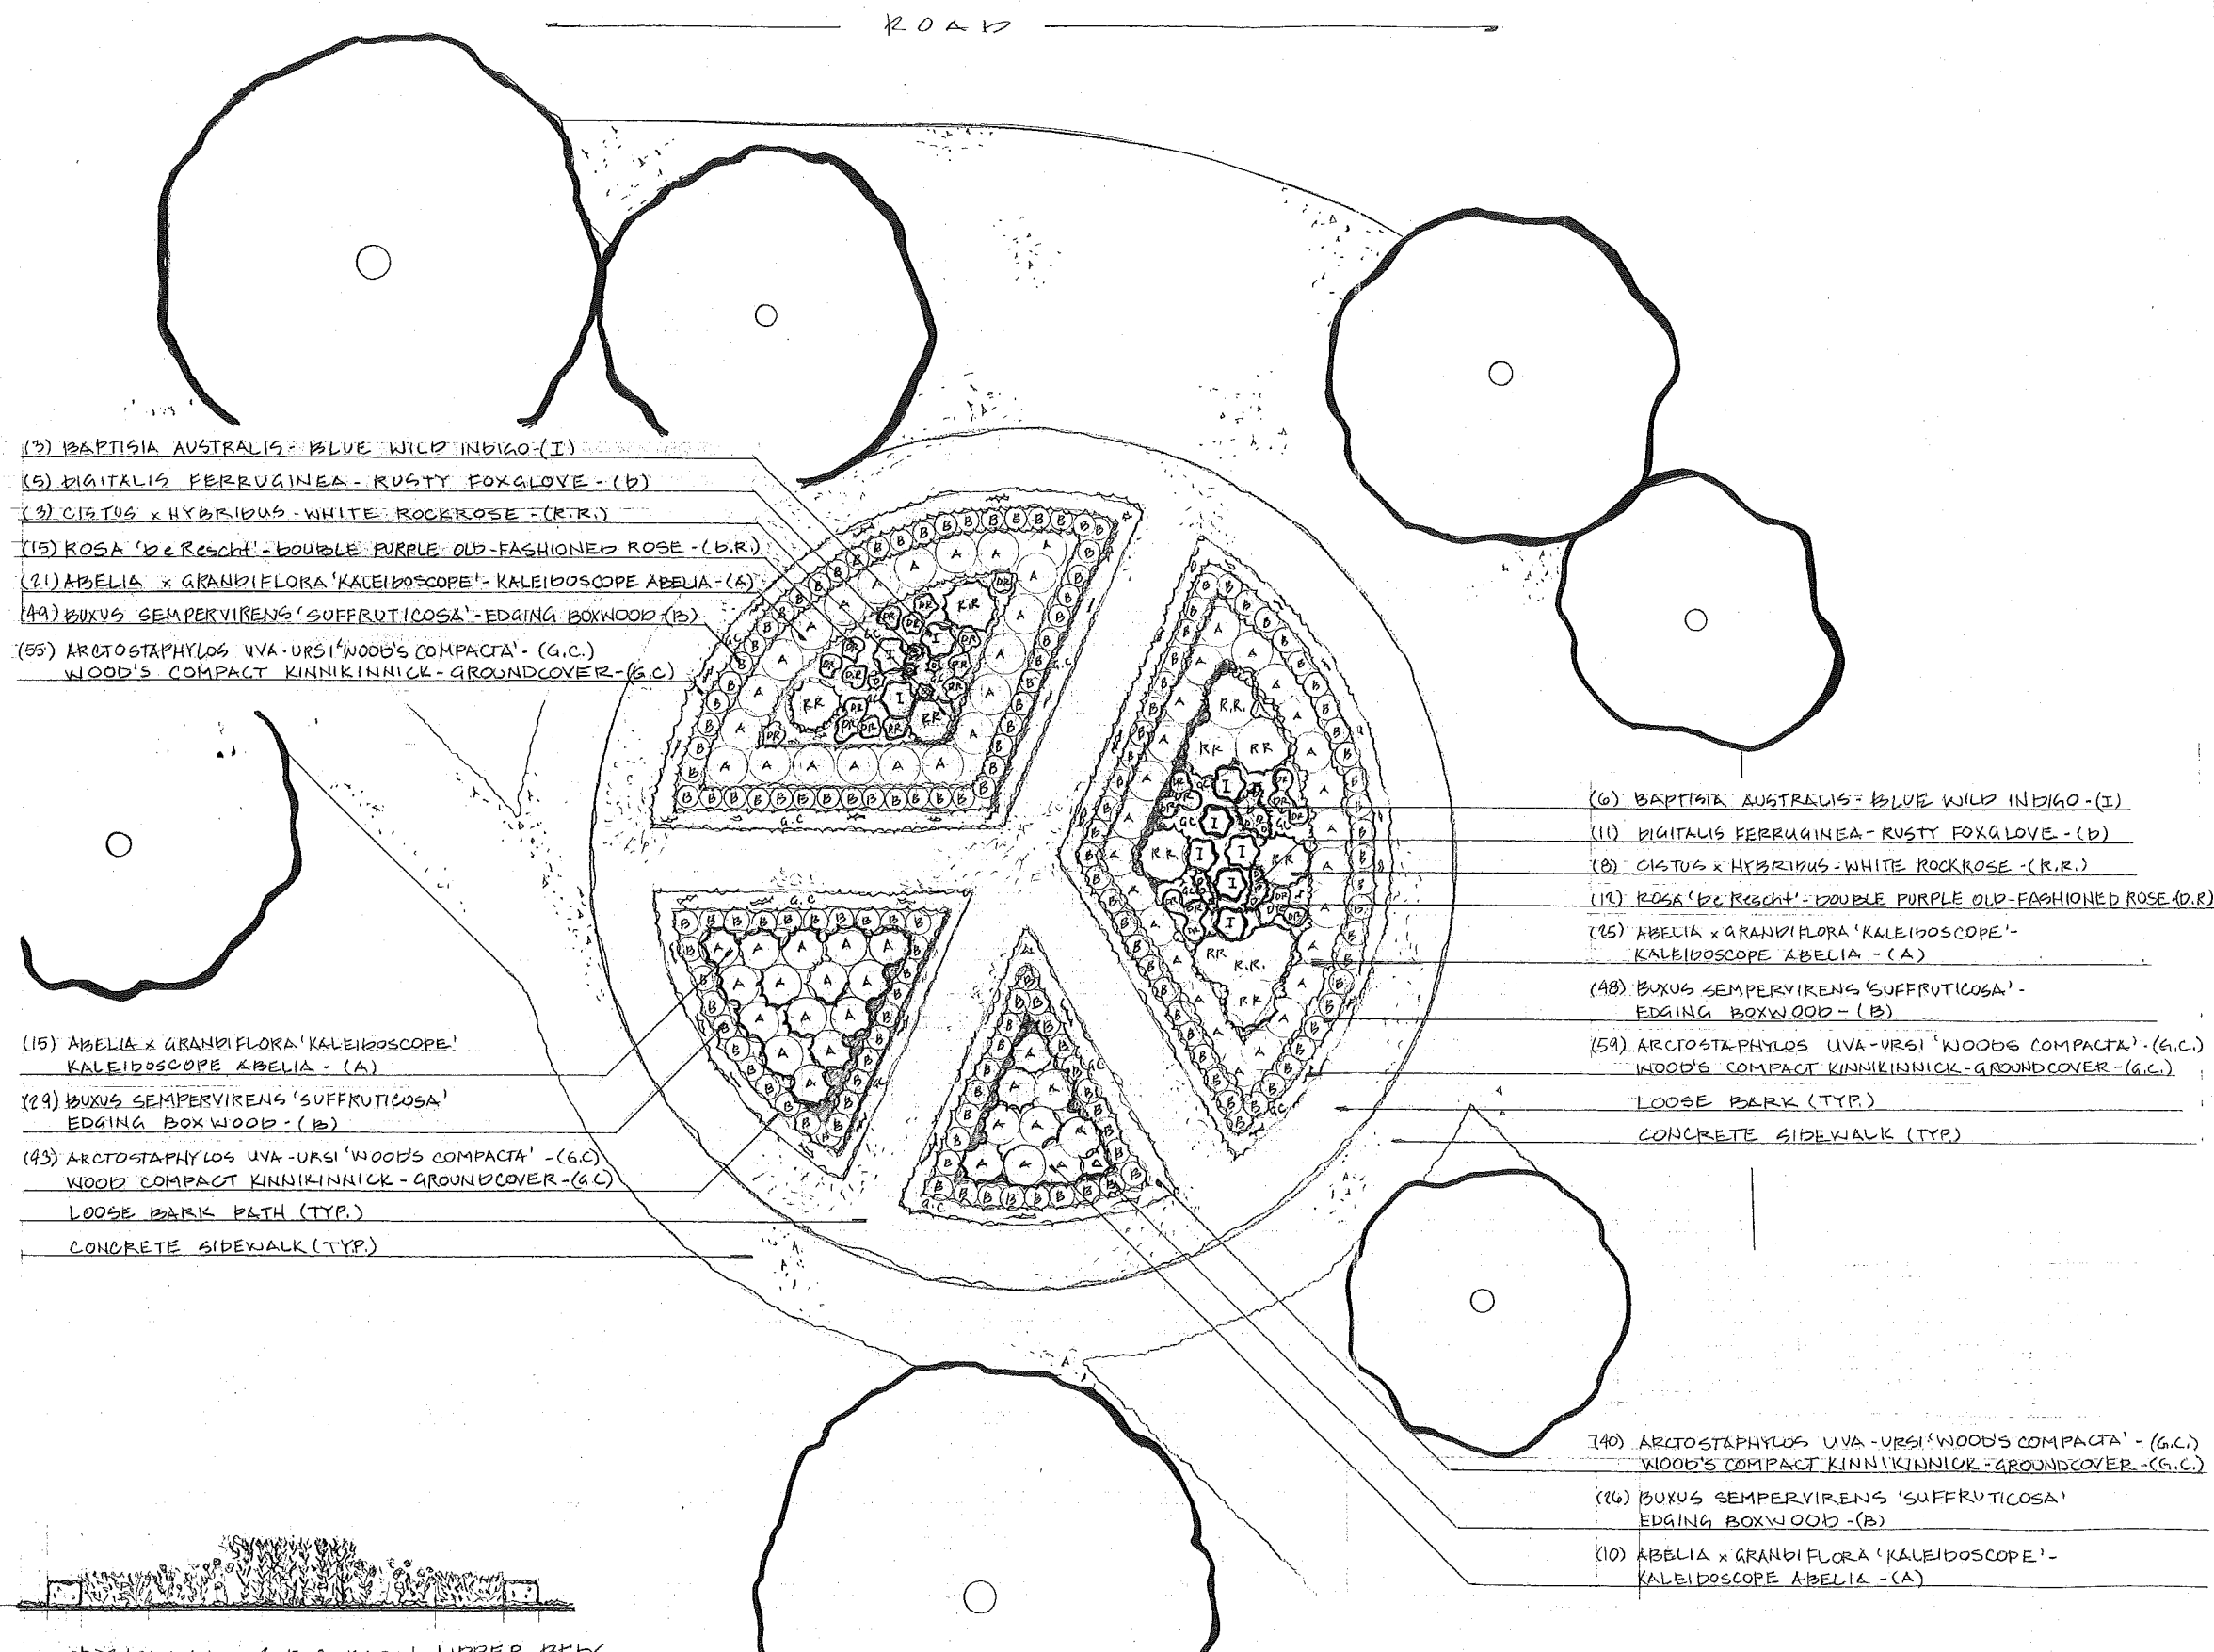 ROAD
(3) BAPTISIA AUSTRALIS - BLUE WILD INDIGO - (I)
(5) DIGITALIS FERRUGINEA - RUSTY FOXGLOVE - (D)
(3) CISTUS x HYBRIDUS - WHITE ROCKROSE - (R.R.)
(15) ROSA 'De Rescht' - DOUBLE PURPLE OLD-FASHIONED ROSE - (D.R.)
(21) ABELIA x GRANDIFLORA 'KALEIDOSCOPE' - KALEIDOSCOPE ABELIA - (A)
(49) BUXUS SEMPERVIRENS 'SUFFRUTICOSA' - EDGING BOXWOOD (B)
(55) ARCTOSTAPHYLOS UVA-URSI 'WOOD'S COMPACTA' - (G.C.)
WOOD'S COMPACT KINNIKINNICK - GROUNDCOVER - (G.C)
(15) ABELIA x GRANDIFLORA 'KALEIDOSCOPE'
KALEIDOSCOPE ABELIA - (A)
(29) BUXUS SEMPERVIRENS 'SUFFRUTICOSA'
EDGING BOXWOOD - (B)
(43) ARCTOSTAPHYLOS UVA-URSI 'WOOD'S COMPACTA' - (G.C)
WOOD COMPACT KINNIKINNICK - GROUNDCOVER - (G.C)
LOOSE BARK PATH (TYP.)
CONCRETE SIDEWALK (TYP.)
(6) BAPTISIA AUSTRALIS - BLUE WILD INDIGO - (I)
(11) DIGITALIS FERRUGINEA - RUSTY FOXGLOVE - (D)
(8) CISTUS x HYBRIDUS - WHITE ROCKROSE - (R.R.)
(12) ROSA 'De Rescht' - DOUBLE PURPLE OLD-FASHIONED ROSE - (D.R)
(25) ABELIA x GRANDIFLORA 'KALEIDOSCOPE' -
KALEIDOSCOPE ABELIA - (A)
(48) BUXUS SEMPERVIRENS 'SUFFRUTICOSA' -
EDGING BOXWOOD - (B)
(59) ARCTOSTAPHYLOS UVA-URSI 'WOODS COMPACTA' - (G.C.)
WOOD'S COMPACT KINNIKINNICK - GROUNDCOVER - (G.C.)
LOOSE BARK (TYP.)
CONCRETE SIDEWALK (TYP.)
(40) ARCTOSTAPHYLOS UVA-URSI 'WOOD'S COMPACTA' - (G.C.)
WOOD'S COMPACT KINNIKINNICK - GROUNDCOVER - (G.C.)
(26) BUXUS SEMPERVIRENS 'SUFFRUTICOSA'
EDGING BOXWOOD - (B)
(10) ABELIA x GRANDIFLORA 'KALEIDOSCOPE' -
KALEIDOSCOPE ABELIA - (A)
UPPER BEDS